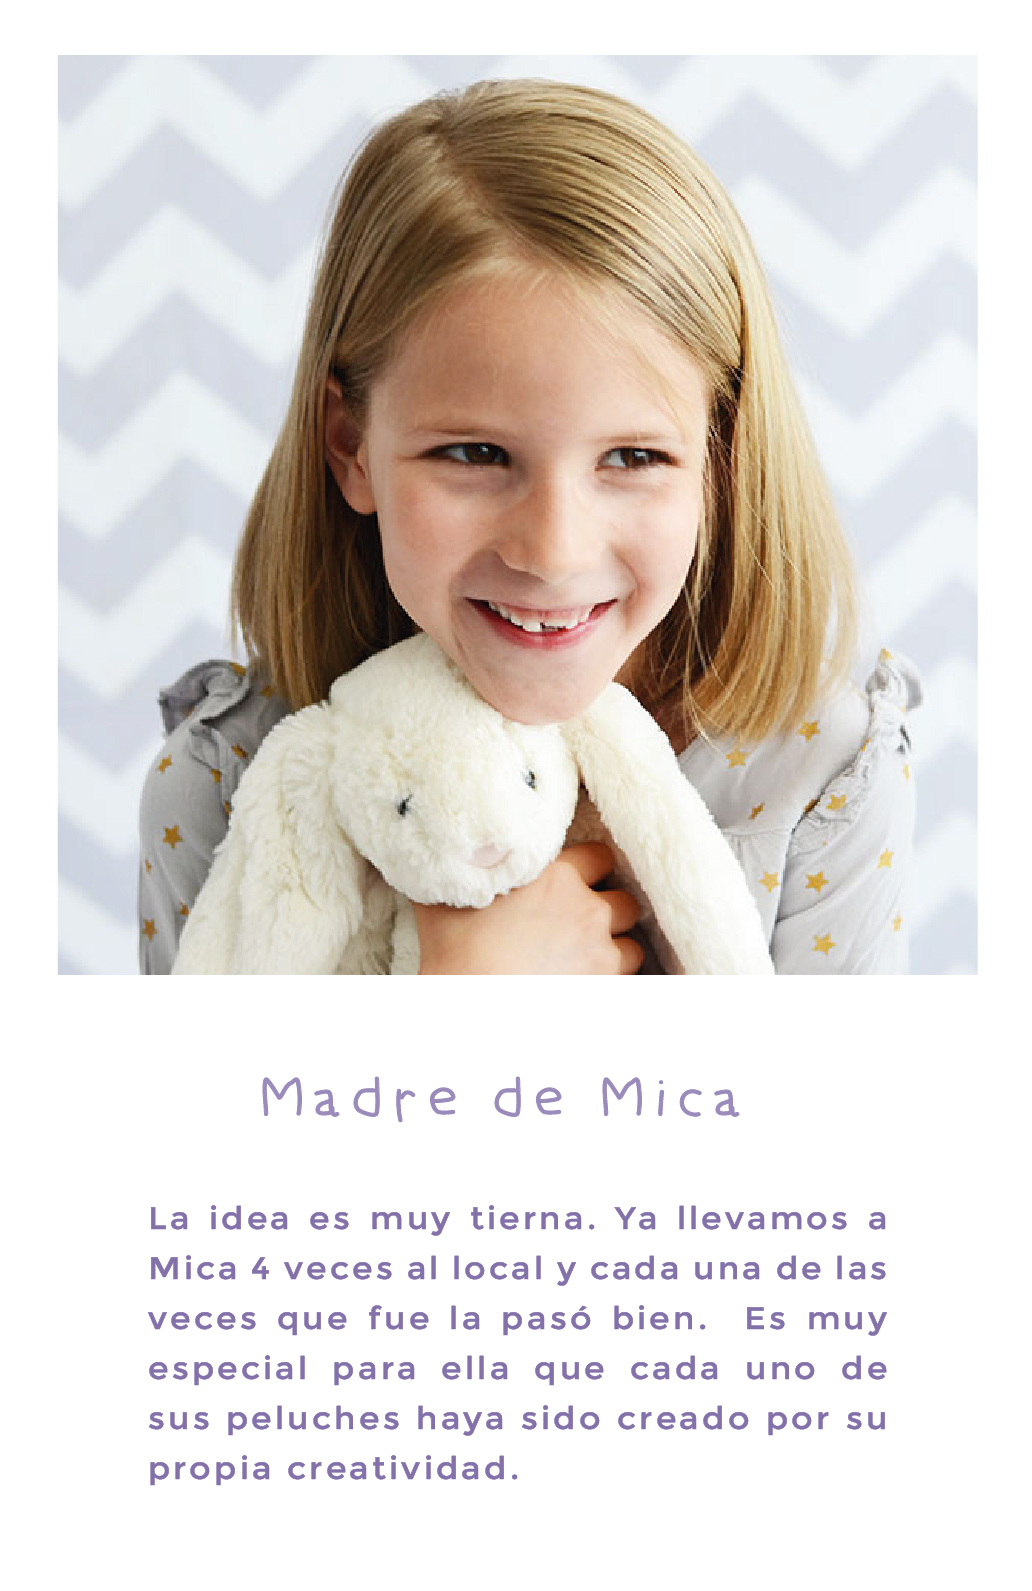 Madre de Mica
La idea es muy tierna. Ya llevamos a
Mica 4 veces al local y cada una de las
veces que fue la pasó bien. Es muy
especial para ella que cada uno de
sus peluches haya sido creado por su
propia creatividad.